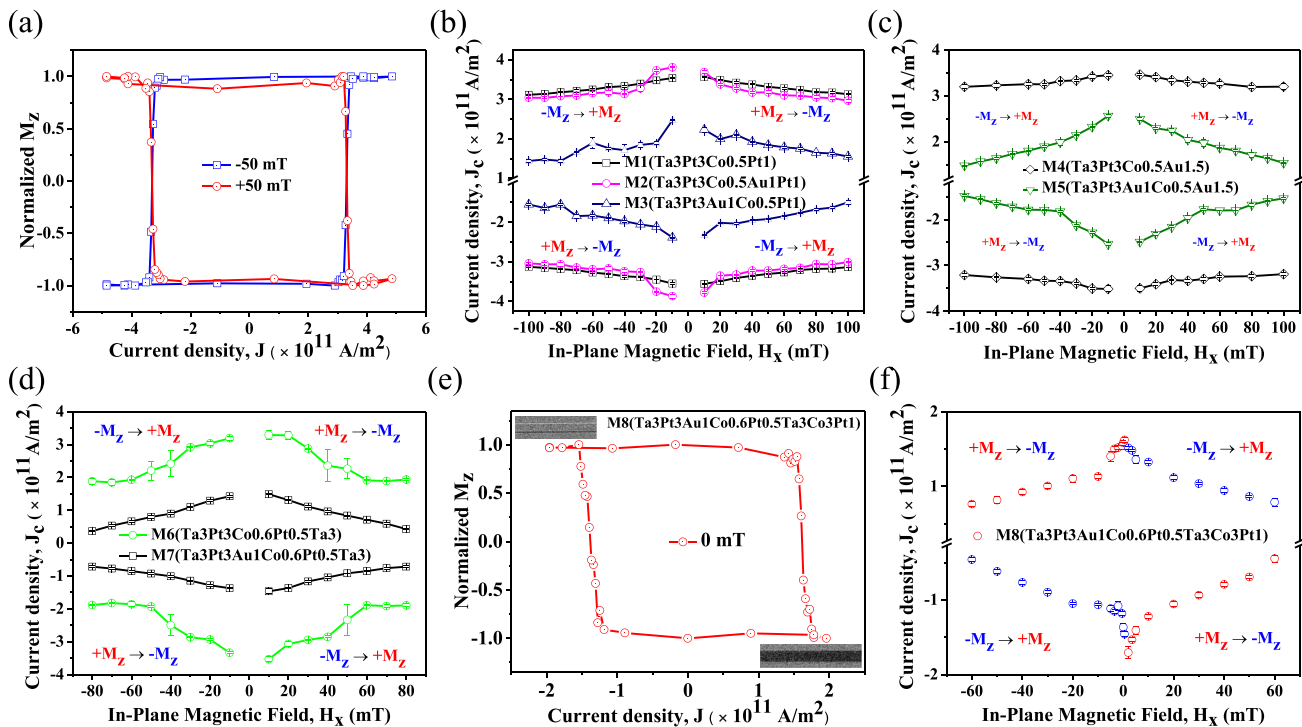 (a)
Normalized M_Z
1.0
0.5
0.0
-0.5
-1.0
-50 mT
+50 mT
-6 -4 -2 0 2 4 6
Current density, J (× 10^11 A/m^2)
(b)
Current density, J_C (× 10^11 A/m^2)
4
3
2
-2
-3
-4
-M_Z → +M_Z
+M_Z → -M_Z
M1(Ta3Pt3Co0.5Pt1)
M2(Ta3Pt3Co0.5Au1Pt1)
M3(Ta3Pt3Au1Co0.5Pt1)
+M_Z → -M_Z
-M_Z → +M_Z
-100 -80 -60 -40 -20 0 20 40 60 80 100
In-Plane Magnetic Field, H_X (mT)
(c)
Current density, J_C (× 10^11 A/m^2)
4
3
2
-2
-3
-4
-M_Z → +M_Z
+M_Z → -M_Z
M4(Ta3Pt3Co0.5Au1.5)
M5(Ta3Pt3Au1Co0.5Au1.5)
+M_Z → -M_Z
-M_Z → +M_Z
-100 -80 -60 -40 -20 0 20 40 60 80 100
In-Plane Magnetic Field, H_X (mT)
(d)
Current density, J_C (× 10^11 A/m^2)
4
3
2
1
0
-1
-2
-3
-4
-M_Z → +M_Z
+M_Z → -M_Z
M6(Ta3Pt3Co0.6Pt0.5Ta3)
M7(Ta3Pt3Au1Co0.6Pt0.5Ta3)
+M_Z → -M_Z
-M_Z → +M_Z
-80 -60 -40 -20 0 20 40 60 80
In-Plane Magnetic Field, H_X (mT)
(e)
Normalized M_Z
M8(Ta3Pt3Au1Co0.6Pt0.5Ta3Co3Pt1)
1.0
0.5
0.0
-0.5
-1.0
0 mT
-2 -1 0 1 2
Current density, J (× 10^11 A/m^2)
(f)
Current density, J_C (× 10^11 A/m^2)
2
1
-1
-2
+M_Z → -M_Z
-M_Z → +M_Z
M8(Ta3Pt3Au1Co0.6Pt0.5Ta3Co3Pt1)
-M_Z → +M_Z
+M_Z → -M_Z
-60 -40 -20 0 20 40 60
In-Plane Magnetic Field, H_X (mT)